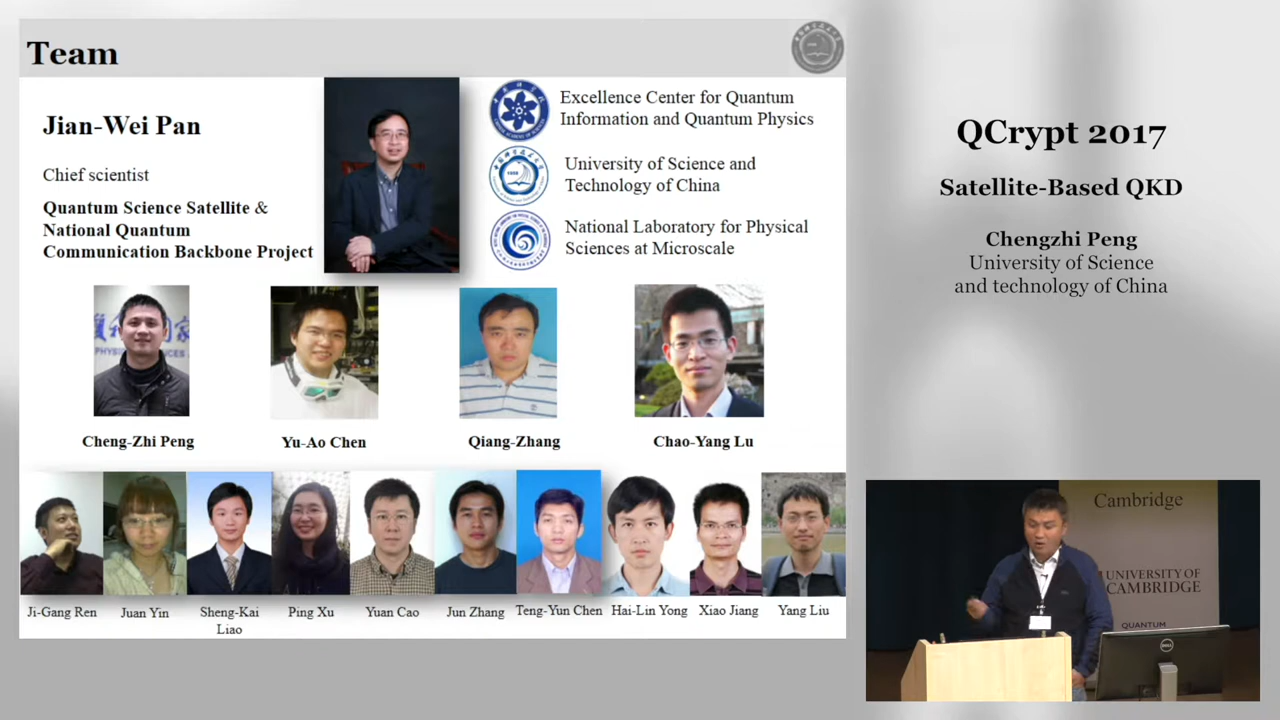 Team
Jian-Wei Pan
Chief scientist
Quantum Science Satellite &
National Quantum
Communication Backbone Project
Excellence Center for Quantum
Information and Quantum Physics
University of Science and
Technology of China
National Laboratory for Physical
Sciences at Microscale
Cheng-Zhi Peng
Yu-Ao Chen
Qiang-Zhang
Chao-Yang Lu
Ji-Gang Ren
Juan Yin
Sheng-Kai
Liao
Ping Xu
Yuan Cao
Jun Zhang
Teng-Yun Chen
Hai-Lin Yong
Xiao Jiang
Yang Liu
QCrypt 2017
Satellite-Based QKD
Chengzhi Peng
University of Science
and technology of China
Cambridge
UNIVERSITY OF
CAMBRIDGE
QUANTUM
DELL